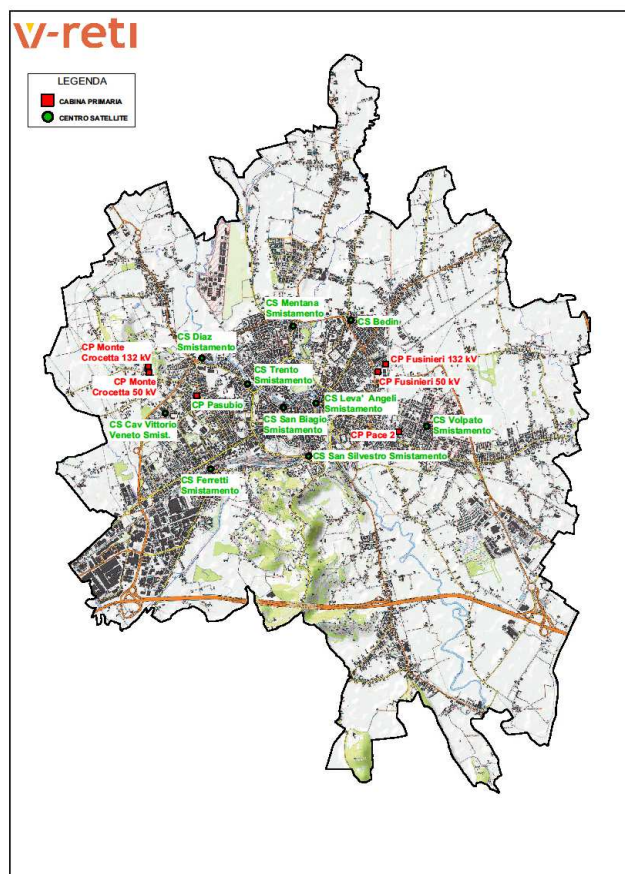 v-reti
LEGENDA
CABINA PRIMARIA
CENTRO SATELLITE
CS Mentana
Smistamento
CS Bedin
CS Diaz
Smistamento
CP Monte
Crocetta 132 kV
CP Fusinieri 132 kV
CS Trento
Smistamento
CP Fusinieri 50 kV
CP Monte
Crocetta 50 kV
CP Pasubio
CS Leva' Angeli
Smistamento
CS San Biagio
Smistamento
CS Cav Vittorio
Veneto Smist.
CP Pace 2
CS Volpato
Smistamento
CS San Silvestro Smistamento
CS Ferretti
Smistamento